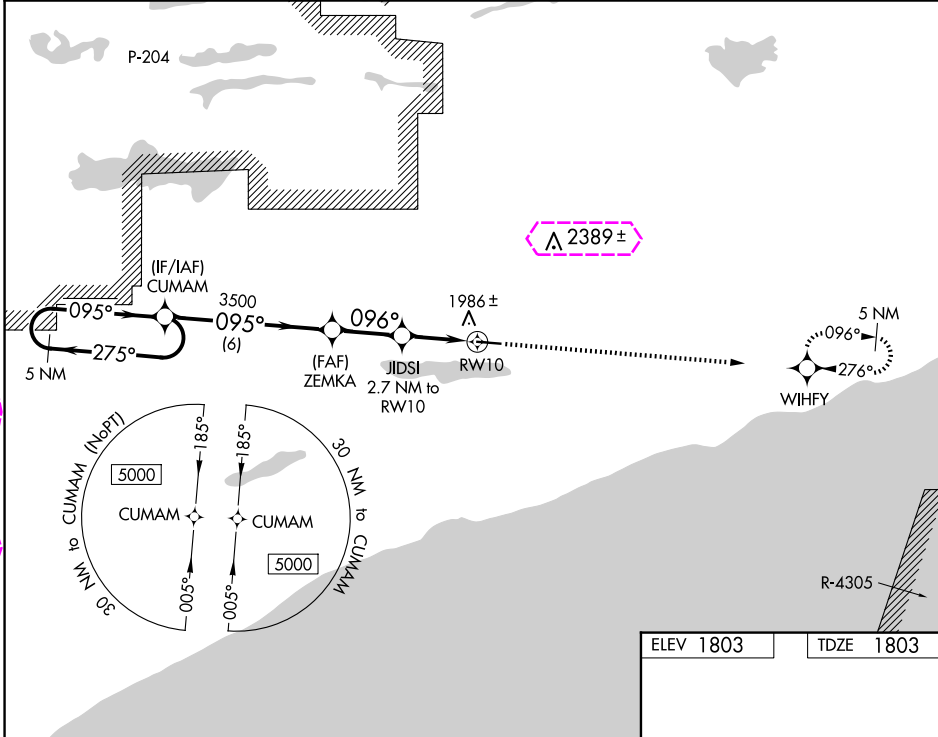 P-204
2389 ±
(IF/IAF)
CUMAM
3500
095°
095°
(6)
096°
1986 ±
5 NM
096°
275°
5 NM
(FAF)
ZEMKA
JIDSI
2.7 NM to
RW10
RW10
276°
WIHFY
30 NM to CUMAM (NoPT)
185°
5000
CUMAM
005°
185°
30 NM to CUMAM
CUMAM
5000
005°
R-4305
ELEV 1803
TDZE 1803